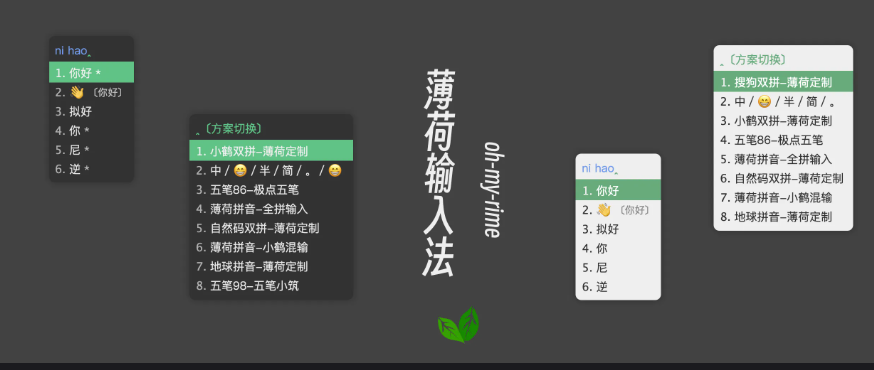 ni hao‸
1. 你好 *
2. 👋〔你好〕
3. 拟好
4. 你 *
5. 尼 *
6. 逆 *
‸〔方案切换〕
1. 小鹤双拼–薄荷定制
2. 中 / 😁 / 半 / 简 / 。 / 😁
3. 五笔86–极点五笔
4. 薄荷拼音–全拼输入
5. 自然码双拼–薄荷定制
6. 薄荷拼音–小鹤混输
7. 地球拼音–薄荷定制
8. 五笔98–五笔小筑
薄荷输入法
oh-my-rime
ni hao‸
1. 你好
2. 👋〔你好〕
3. 拟好
4. 你
5. 尼
6. 逆
‸〔方案切换〕
1. 搜狗双拼–薄荷定制
2. 中 / 😁 / 半 / 简 / 。
3. 小鹤双拼–薄荷定制
4. 五笔86–极点五笔
5. 薄荷拼音–全拼输入
6. 自然码双拼–薄荷定制
7. 薄荷拼音–小鹤混输
8. 地球拼音–薄荷定制